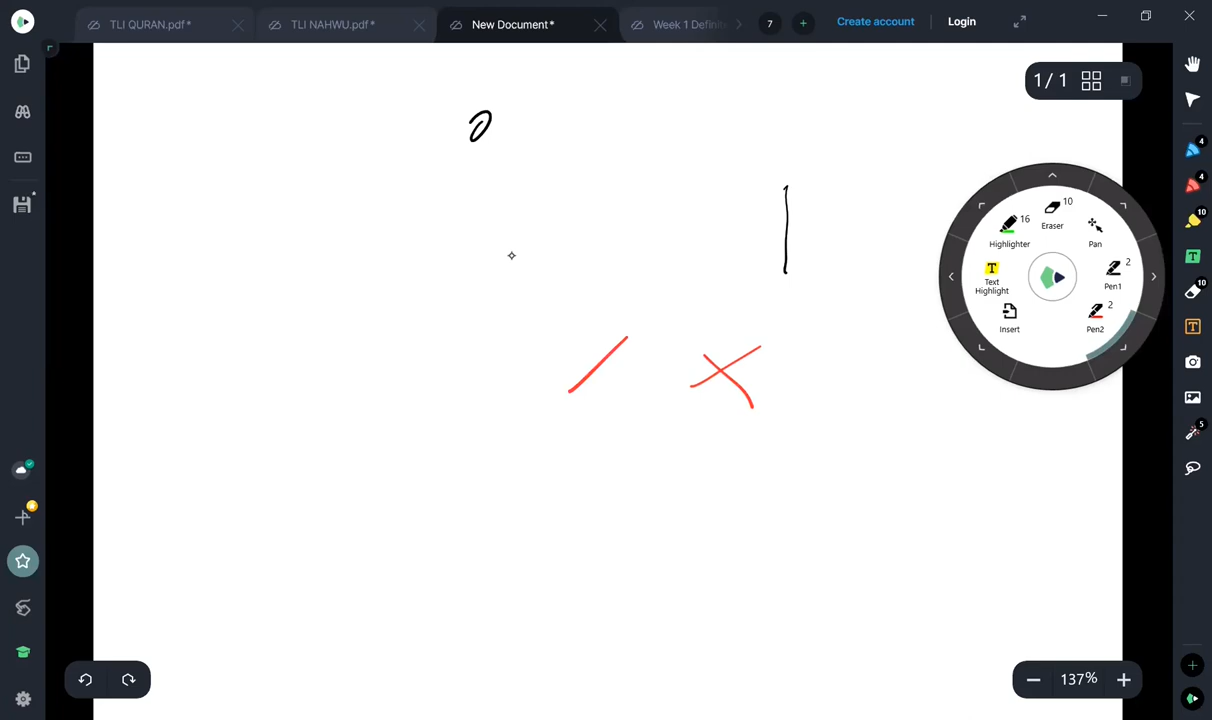 TLI QURAN.pdf *
TLI NAHWU.pdf *
New Document*
Week 1 Defini
7
Create account
Login
1 / 1
4
4
10
10
5
16
Highlighter
10
Eraser
Pan
Text
Highlight
2
Pen1
Insert
2
Pen2
137%